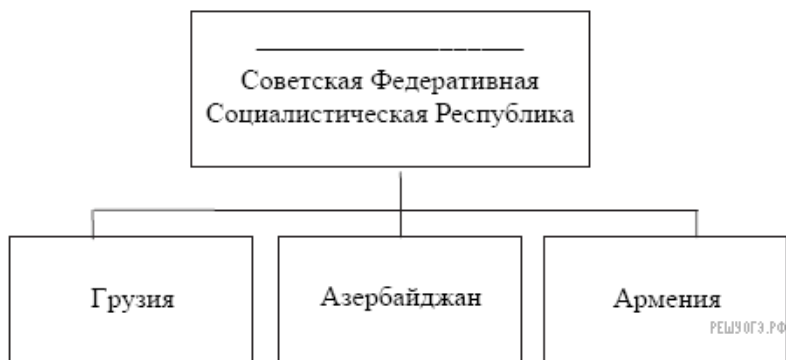 Советская Федеративная
Социалистическая Республика
Грузия
Азербайджан
Армения
РЕШУОГЭ.РФ